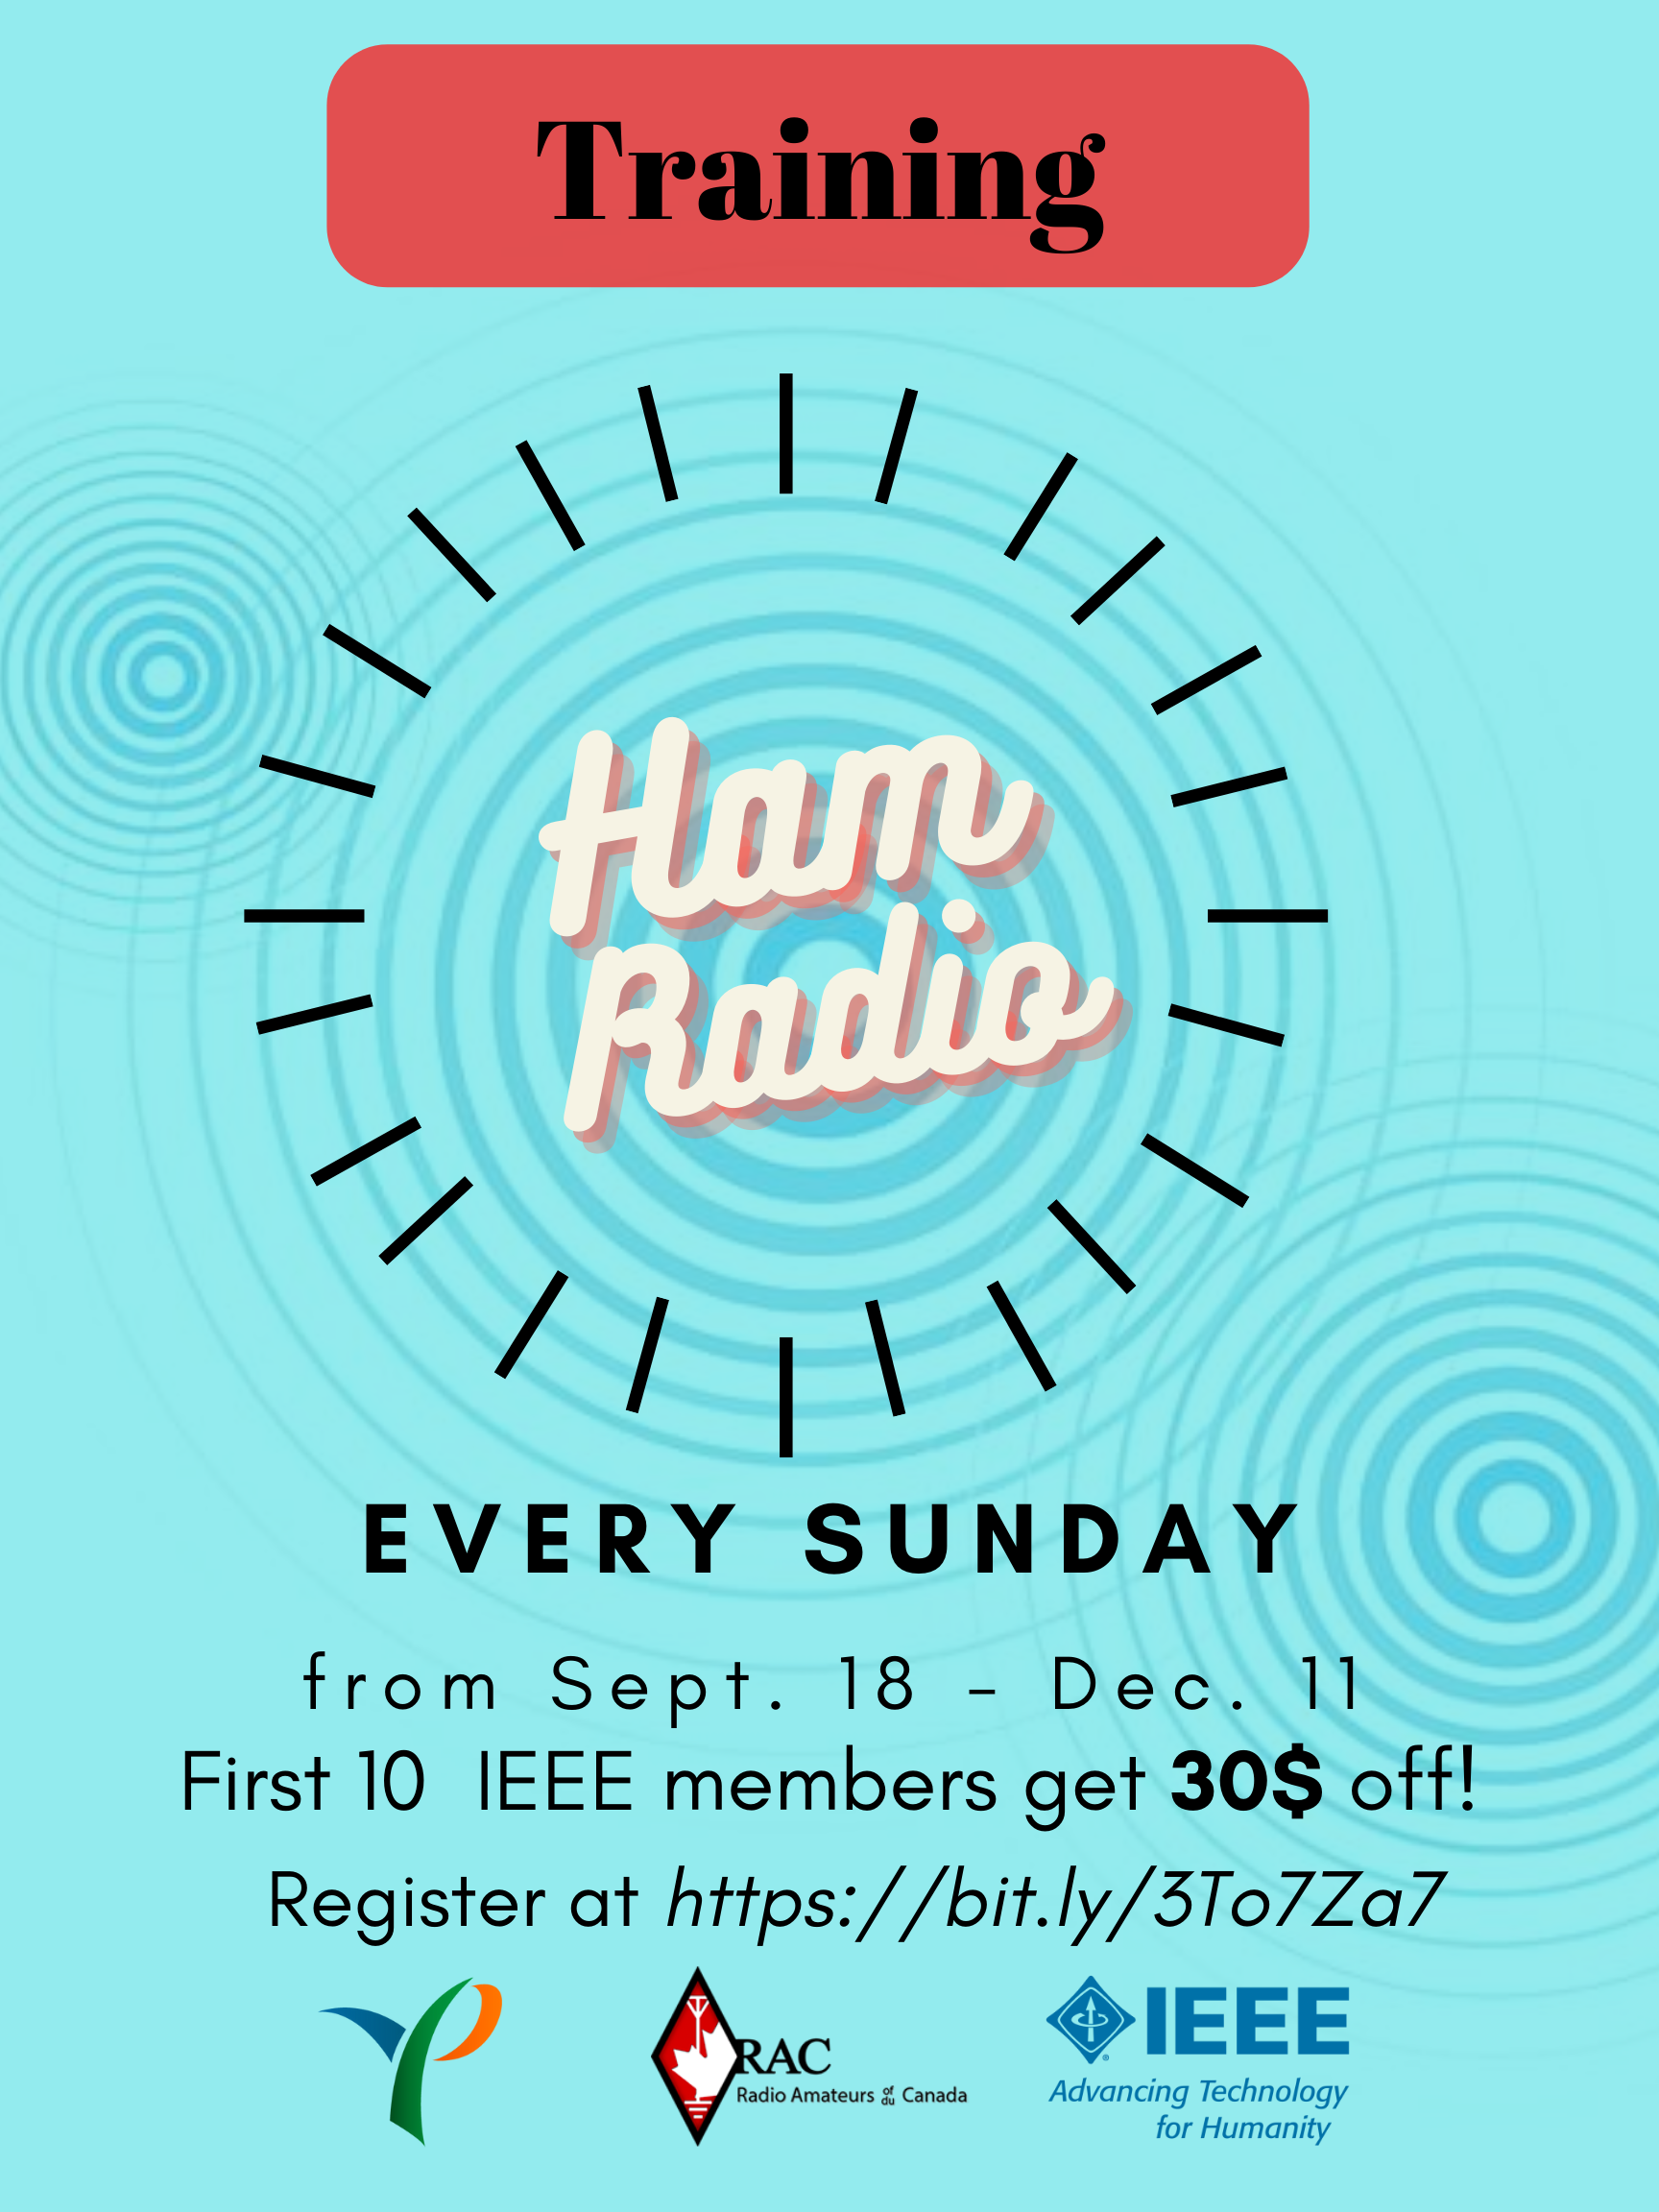 Training
Ham
Radio
EVERY SUNDAY
from Sept. 18 - Dec. 11
First 10 IEEE members get 30$ off!
Register at https://bit.ly/3To7Za7
RAC
Radio Amateurs of du Canada
IEEE
Advancing Technology
for Humanity